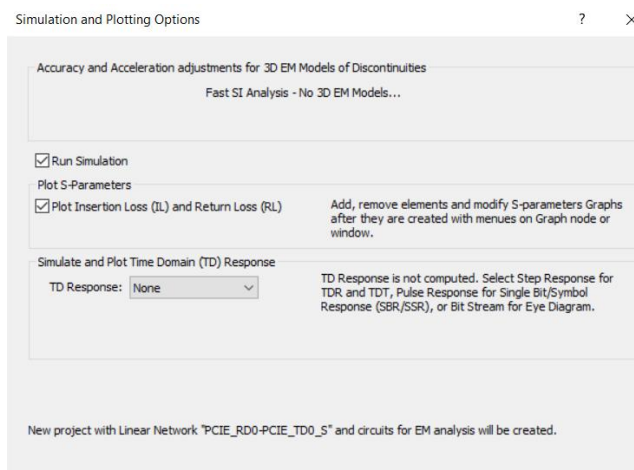 Simulation and Plotting Options ? ×
Accuracy and Acceleration adjustments for 3D EM Models of Discontinuities
Fast SI Analysis - No 3D EM Models...
Run Simulation
Plot S-Parameters
Plot Insertion Loss (IL) and Return Loss (RL)
Add, remove elements and modify S-parameters Graphs
after they are created with menues on Graph node or
window.
Simulate and Plot Time Domain (TD) Response
TD Response: None
TD Response is not computed. Select Step Response for
TDR and TDT, Pulse Response for Single Bit/Symbol
Response (SBR/SSR), or Bit Stream for Eye Diagram.
New project with Linear Network "PCIE_RD0-PCIE_TD0_S" and circuits for EM analysis will be created.